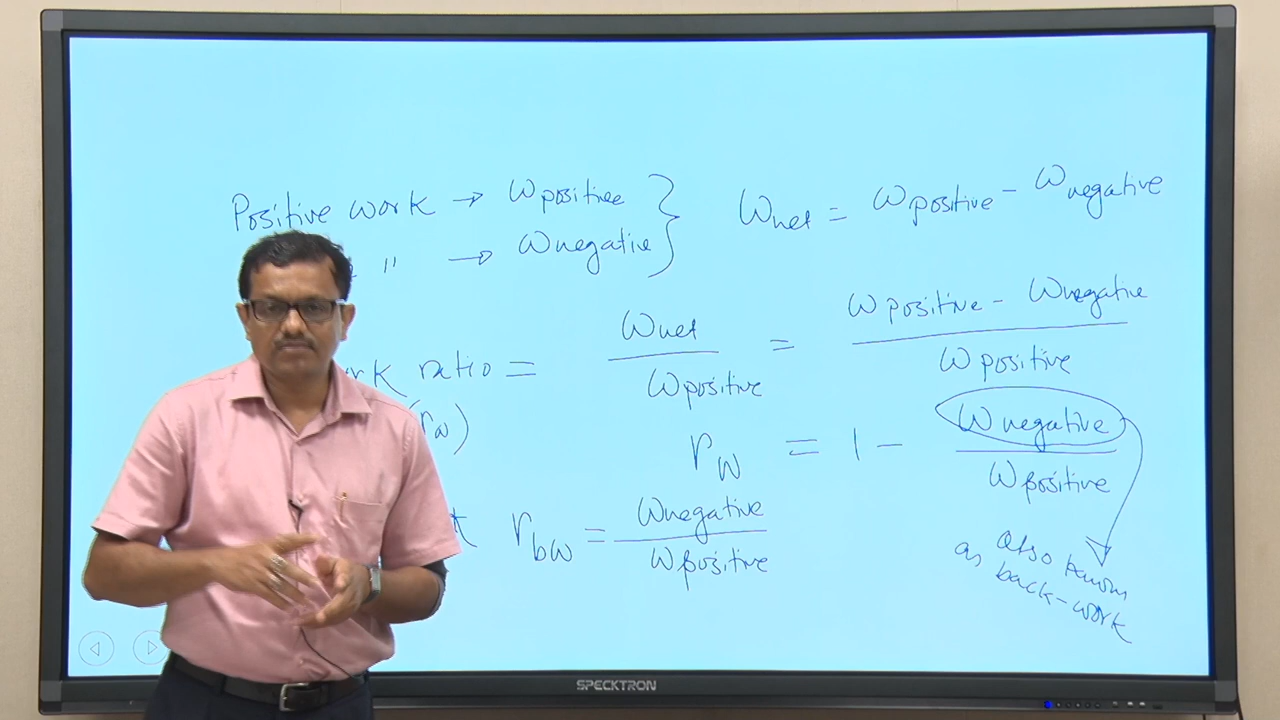 Positive work → Wpositive } Wnet = Wpositive - Wnegative
" → Wnegative
ratio = Wnet / Wpositive = Wpositive - Wnegative / Wpositive
(rw)
rw = 1 - Wnegative / Wpositive
rbw = Wnegative / Wpositive
also known
as back-work
SPECKTRON